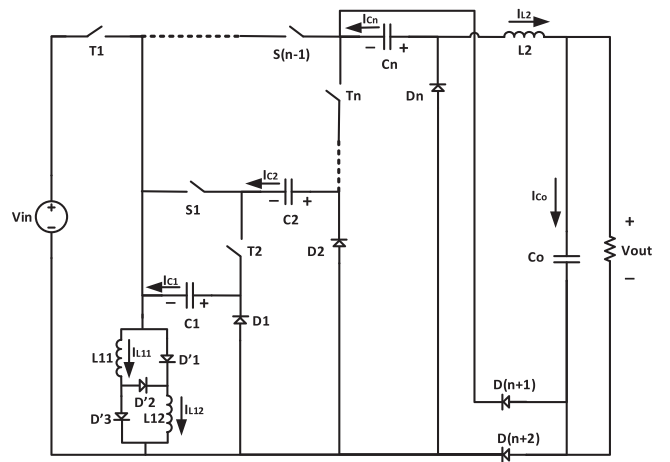 ICn
IL2
T1
S(n-1)
− +
Cn
L2
Tn
Dn
IC2
ICo
S1
− +
C2
Vin
+
−
T2
D2
+
Co
Vout
−
IC1
− +
C1
D1
L11
IL11
D'1
D'2
D'3
L12
IL12
D(n+1)
D(n+2)